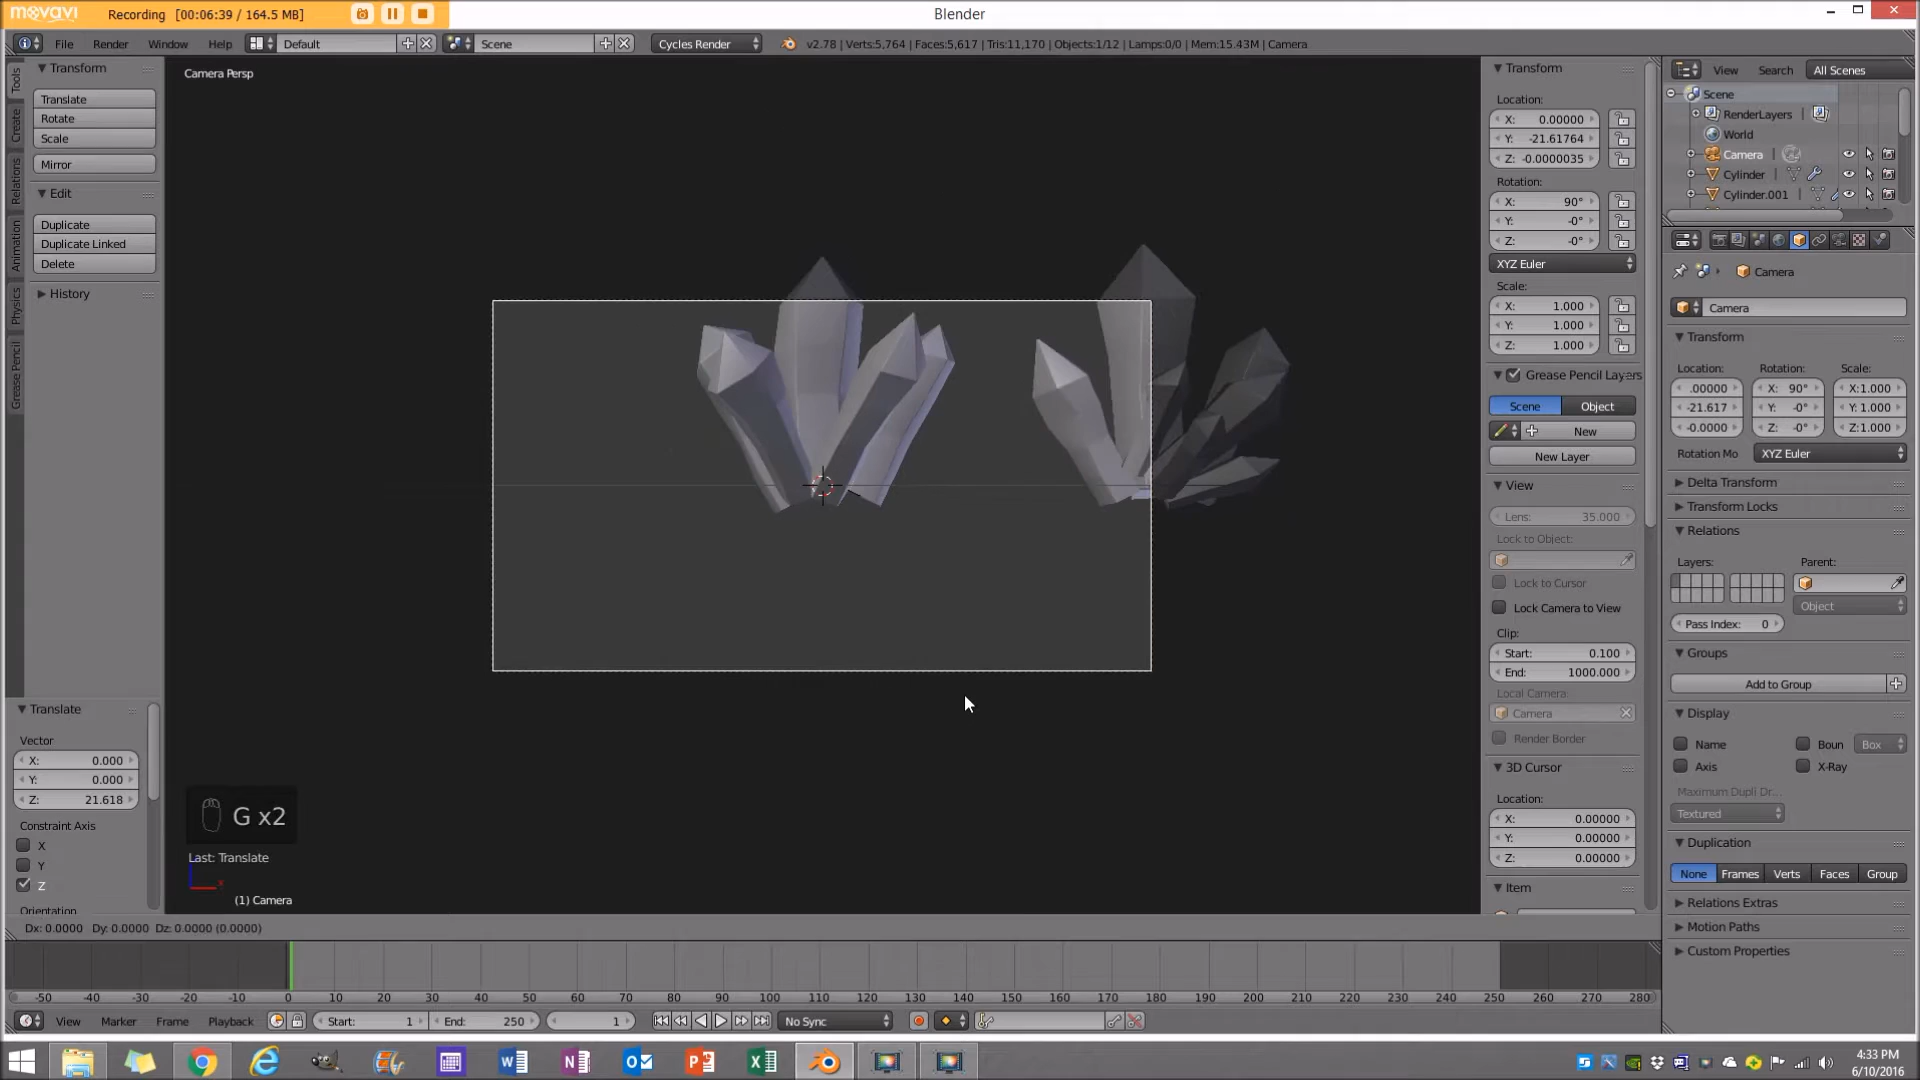 movavi
Recording [00:06:39 / 164.5 MB]
Blender
File Render Window Help Default Scene Cycles Render v2.78 | Verts:5,764 | Faces:5,617 | Tris:11,170 | Objects:1/12 | Lamps:0/0 | Mem:15.43M | Camera
Tools
Create
Relations
Animation
Physics
Grease Pencil
Transform
Translate
Rotate
Scale
Mirror
Edit
Duplicate
Duplicate Linked
Delete
History
Translate
Vector
X: 0.000
Y: 0.000
Z: 21.618
Constraint Axis
X
Y
Z
Orientation
Camera Persp
G x2
Last: Translate
x
(1) Camera
Transform
Location:
X: 0.00000
Y: -21.61764
Z: -0.0000035
Rotation:
X: 90°
Y: -0°
Z: -0°
XYZ Euler
Scale:
X: 1.000
Y: 1.000
Z: 1.000
Grease Pencil Layers
Scene Object
New
New Layer
View
Lens: 35.000
Lock to Object:
Lock to Cursor
Lock Camera to View
Clip:
Start: 0.100
End: 1000.000
Local Camera:
Camera
Render Border
3D Cursor
Location:
X: 0.00000
Y: 0.00000
Z: 0.00000
Item
View Search All Scenes
Scene
RenderLayers
World
Camera
Cylinder
Cylinder.001
Camera
Camera
Transform
Location: Rotation: Scale:
.00000 X: 90° X:1.000
-21.617 Y: -0° Y: 1.000
-0.0000 Z: -0° Z:1.000
Rotation Mo XYZ Euler
Delta Transform
Transform Locks
Relations
Layers: Parent:
Object
Pass Index: 0
Groups
Add to Group
Display
Name Boun Box
Axis X-Ray
Maximum Dupli Dr...
Textured
Duplication
None Frames Verts Faces Group
Relations Extras
Motion Paths
Custom Properties
Dx: 0.0000 Dy: 0.0000 Dz: 0.0000 (0.0000)
-50 -40 -30 -20 -10 0 10 20 30 40 50 60 70 80 90 100 110 120 130 140 150 160 170 180 190 200 210 220 230 240 250 260 270 280
View Marker Frame Playback Start: 1 End: 250 1 No Sync
4:33 PM
6/10/2016